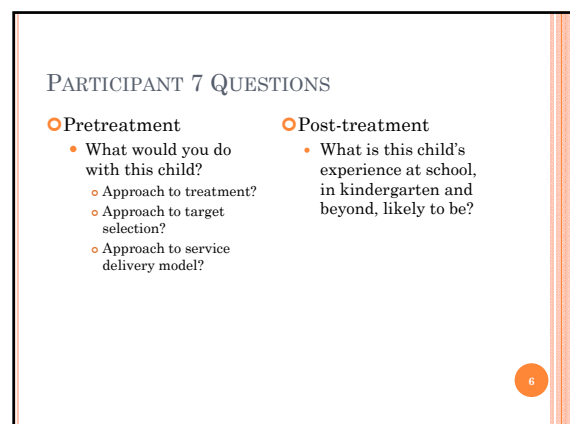 PARTICIPANT 7 QUESTIONS
Pretreatment
What would you do
with this child?
Approach to treatment?
Approach to target
selection?
Approach to service
delivery model?
Post-treatment
What is this child's
experience at school,
in kindergarten and
beyond, likely to be?
6